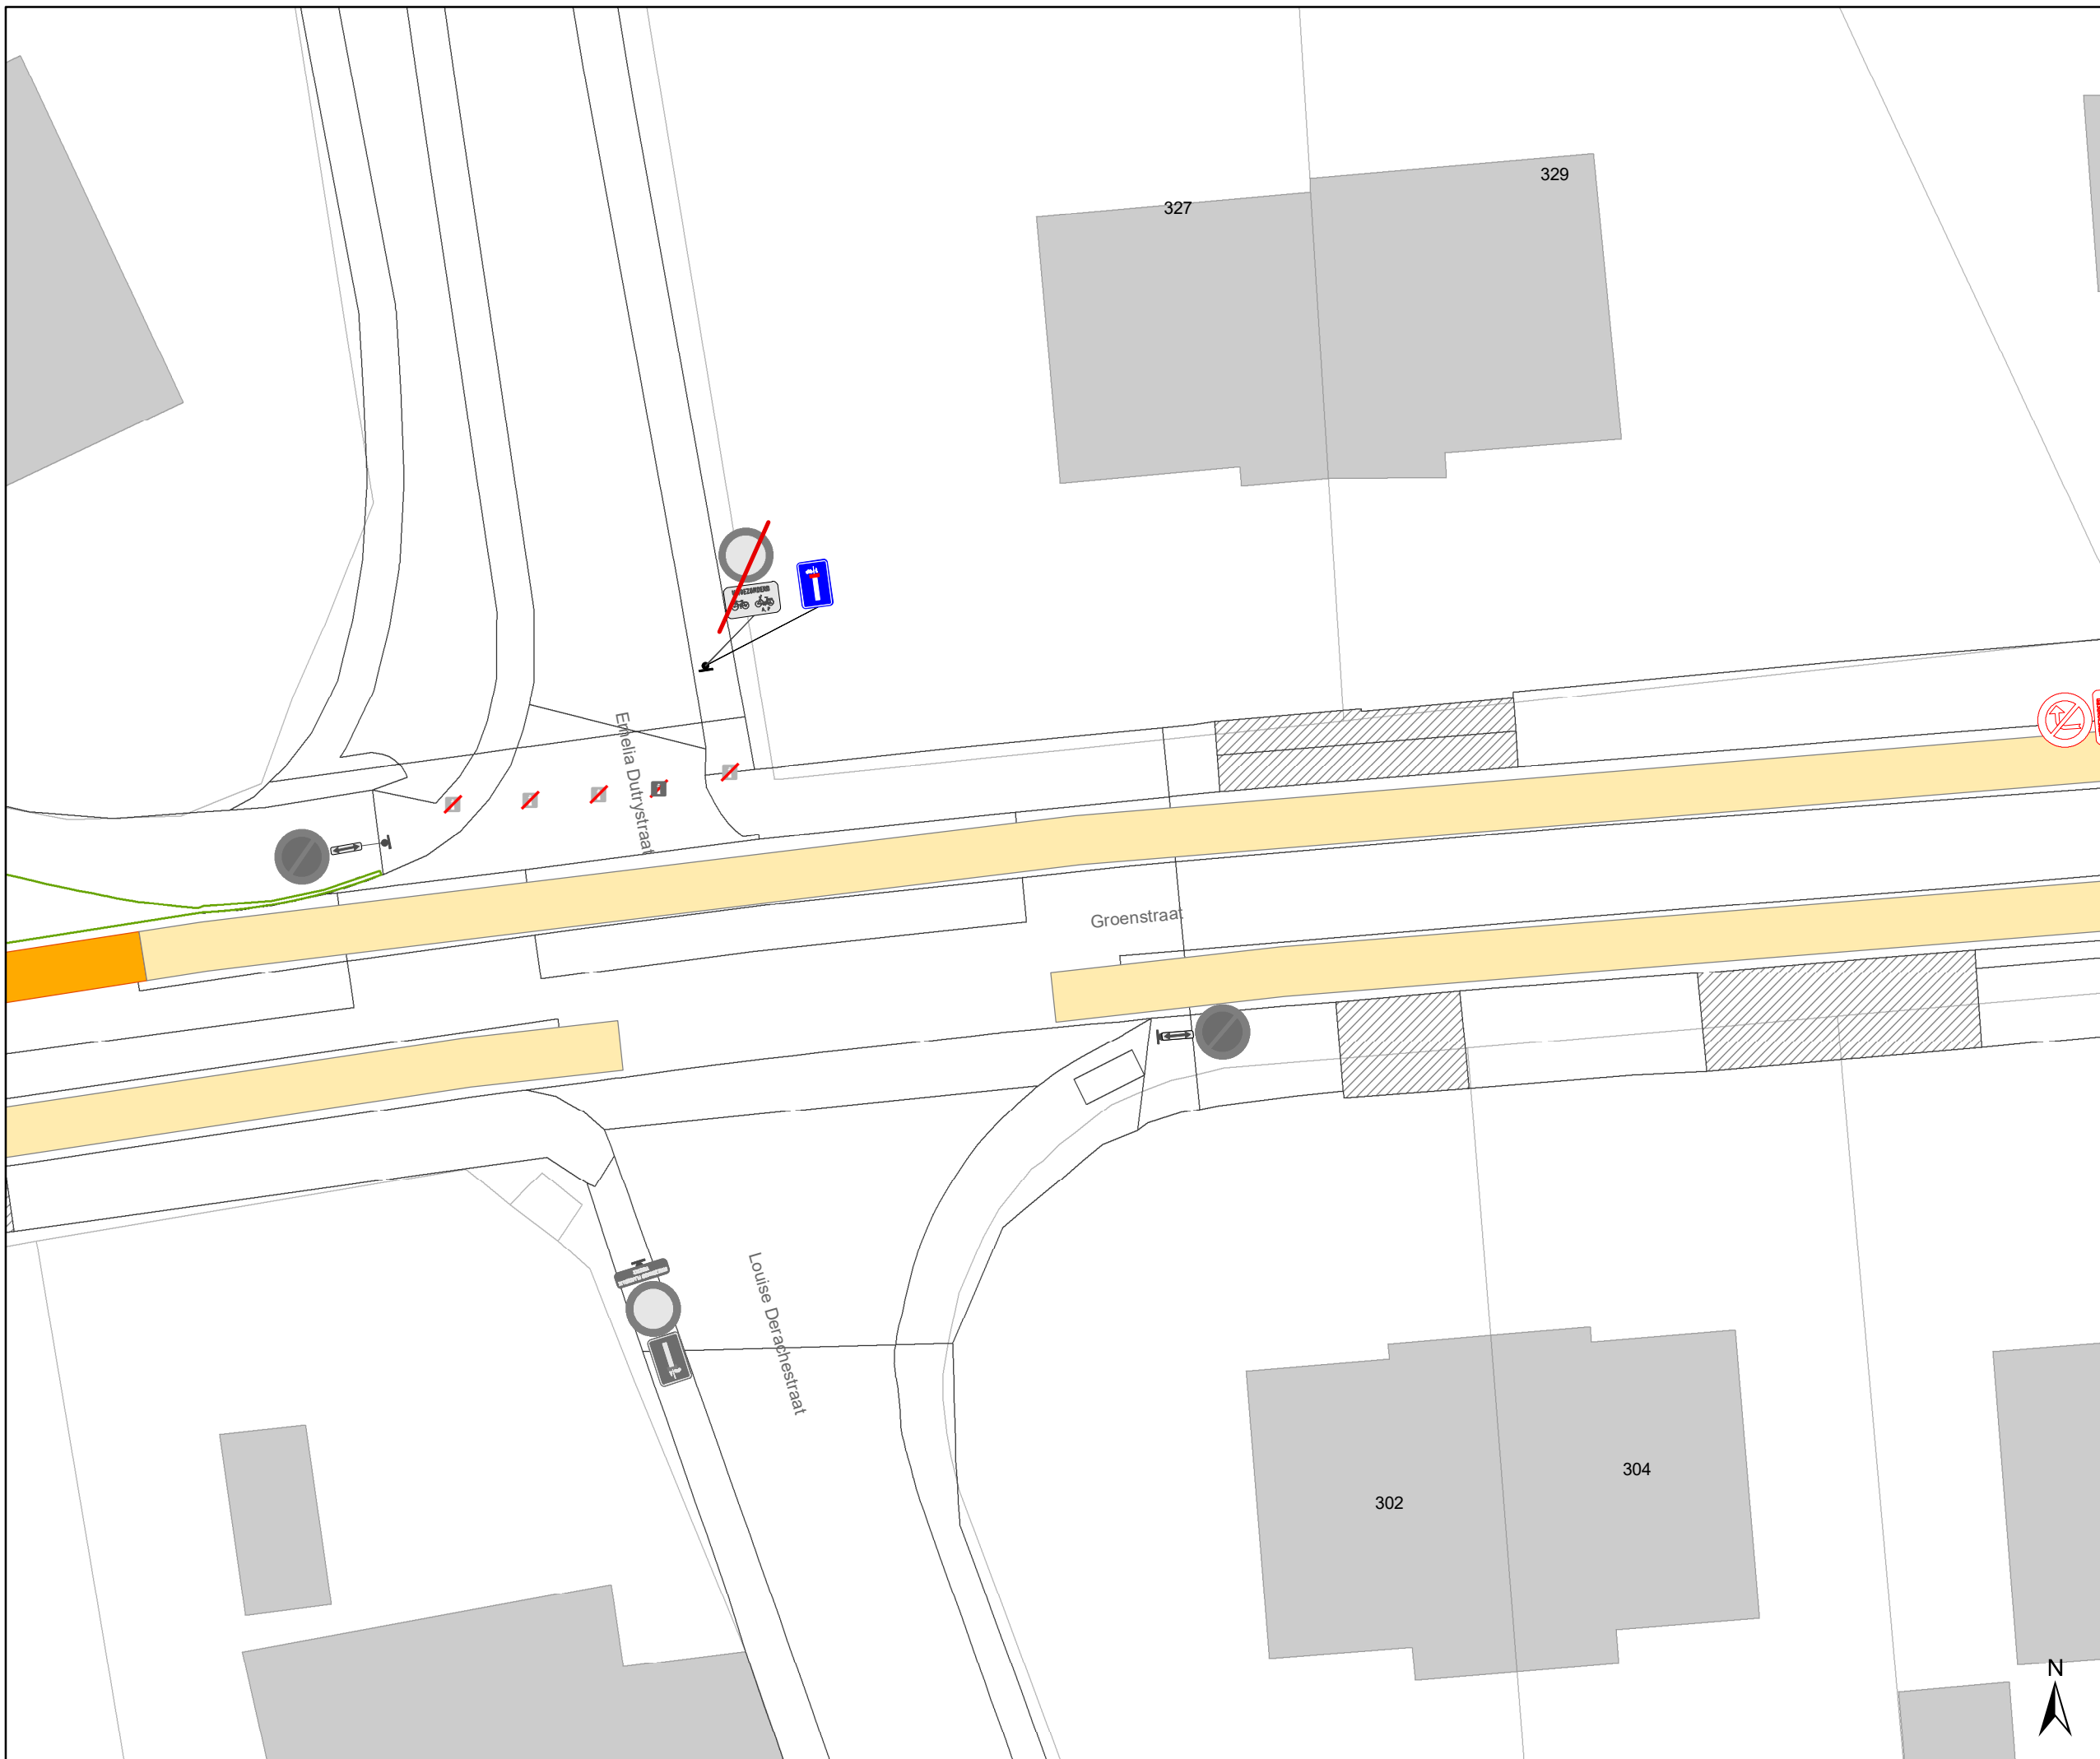 329
327
Emelia Dutrystraat
Groenstraat
Louise Derachestraat
304
302
N